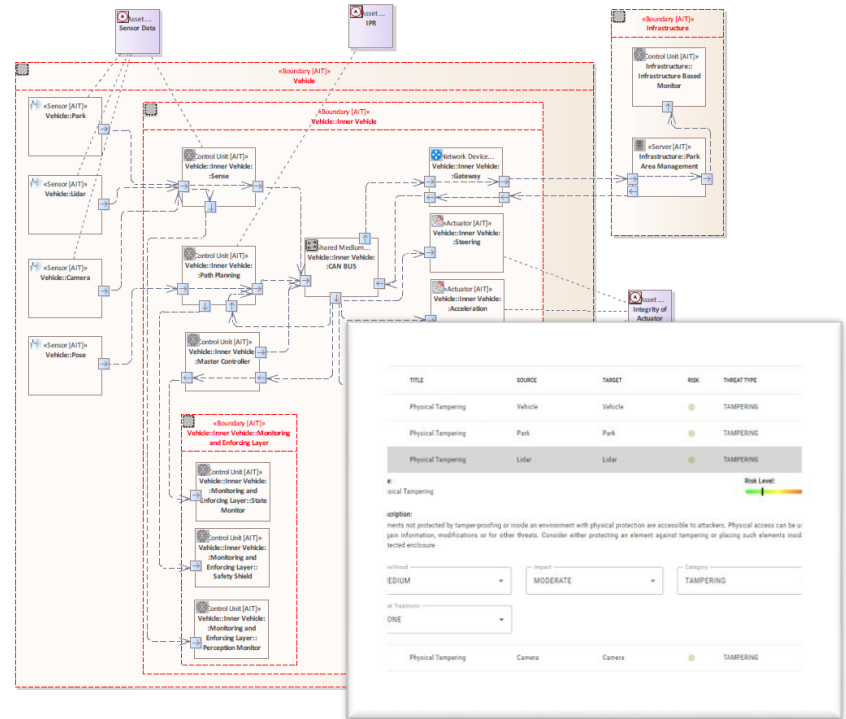 Asset ...
Sensor Data
Asset ...
IPR
«Boundary [AIT]»
Infrastructure
Control Unit [AIT]»
Infrastructure::
Infrastructure Based
Monitor
«Server [AIT]»
Infrastructure::Park
Area Management
«Boundary [AIT]»
Vehicle
«Sensor [AIT]»
Vehicle::Park
«Sensor [AIT]»
Vehicle::Lidar
«Sensor [AIT]»
Vehicle::Camera
«Sensor [AIT]»
Vehicle::Pose
«Boundary [AIT]»
Vehicle::Inner Vehicle
Control Unit [AIT]»
Vehicle::Inner Vehicle:
:Sense
Network Device...
Vehicle::Inner Vehicle:
:Gateway
Control Unit [AIT]»
Vehicle::Inner Vehicle:
:Path Planning
Shared Medium...
Vehicle::Inner Vehicle:
:CAN BUS
«Actuator [AIT]»
Vehicle::Inner Vehicle:
:Steering
«Actuator [AIT]»
Vehicle::Inner Vehicle:
:Acceleration
Asset ...
Integrity of
Actuator
Control Unit [AIT]»
Vehicle::Inner Vehicle:
:Master Controller
«Boundary [AIT]»
Vehicle::Inner Vehicle::Monitoring
and Enforcing Layer
Control Unit [AIT]»
Vehicle::Inner Vehicle:
:Monitoring and
Enforcing Layer::State
Monitor
Control Unit [AIT]»
Vehicle::Inner Vehicle:
:Monitoring and
Enforcing Layer::
Safety Shield
Control Unit [AIT]»
Vehicle::Inner Vehicle:
:Monitoring and
Enforcing Layer::
Perception Monitor
TITLE SOURCE TARGET RISK THREAT TYPE
Physical Tampering Vehicle Vehicle TAMPERING
Physical Tampering Park Park TAMPERING
Physical Tampering Lidar Lidar TAMPERING
e: Risk Level:
sical Tampering
scription:
ments not protected by tamper-proofing or inside an environment with physical protection are accessible to attackers. Physical access can be u
gain information, modifications or for other threats. Consider either protecting an element against tampering or placing such elements insid
tected enclosure.
elihood Impact Category
EDIUM MODERATE TAMPERING
sk Treatment
ONE
Physical Tampering Camera Camera TAMPERING